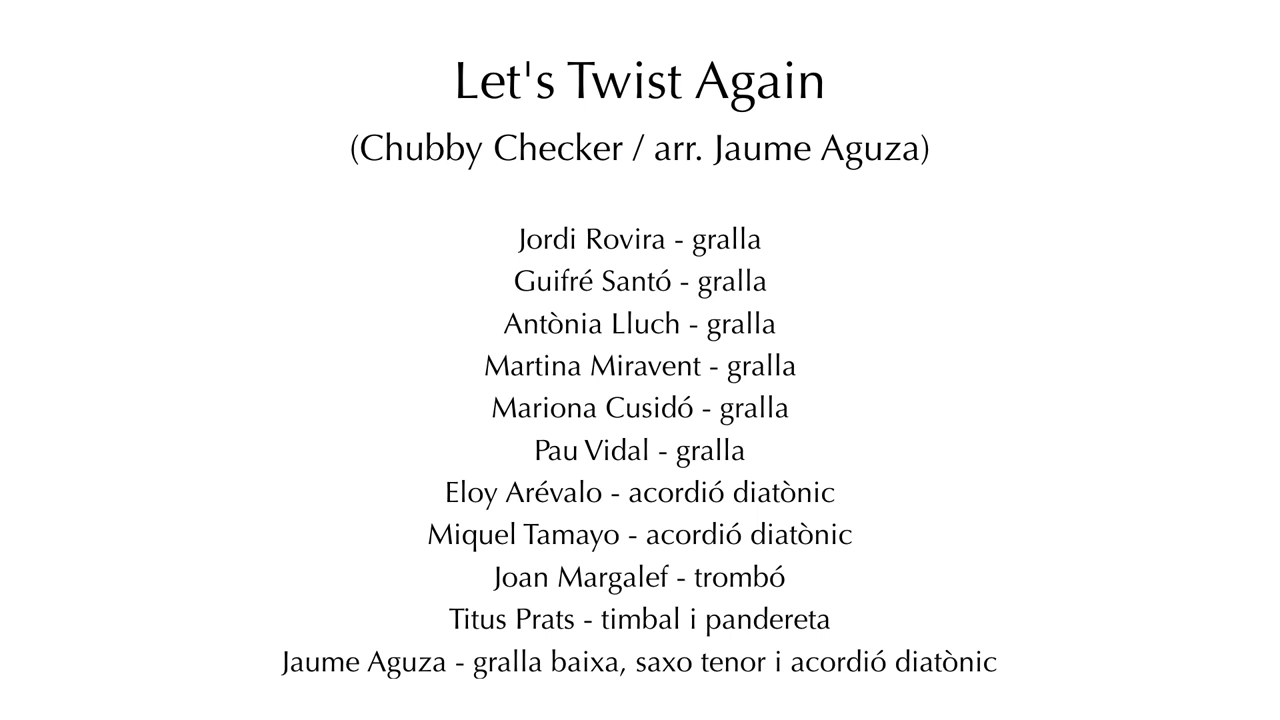 Let's Twist Again
(Chubby Checker / arr. Jaume Aguza)
Jordi Rovira - gralla
Guifré Santó - gralla
Antònia Lluch - gralla
Martina Miravent - gralla
Mariona Cusidó - gralla
Pau Vidal - gralla
Eloy Arévalo - acordió diatònic
Miquel Tamayo - acordió diatònic
Joan Margalef - trombó
Titus Prats - timbal i pandereta
Jaume Aguza - gralla baixa, saxo tenor i acordió diatònic